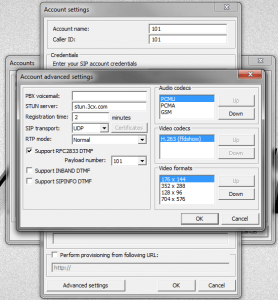 Account settings
Account name: 101
Caller ID: 101
Credentials
Enter your SIP account credentials
Accounts
Account advanced settings
PBX voicemail:
STUN server: stun.3cx.com
Registration time: 2 minutes
SIP transport: UDP Certificates
RTP mode: Normal
Support RFC2833 DTMF
Payload number: 101
Support INBAND DTMF
Support SIPINFO DTMF
Audio codecs
PCMU
PCMA
GSM
Up
Down
Video codecs
H.263 (ffdshow)
Up
Down
Video formats
176 x 144
352 x 288
128 x 96
704 x 576
Up
Down
OK Cancel
Perform provisioning from following URL:
http://
Advanced settings OK Cancel